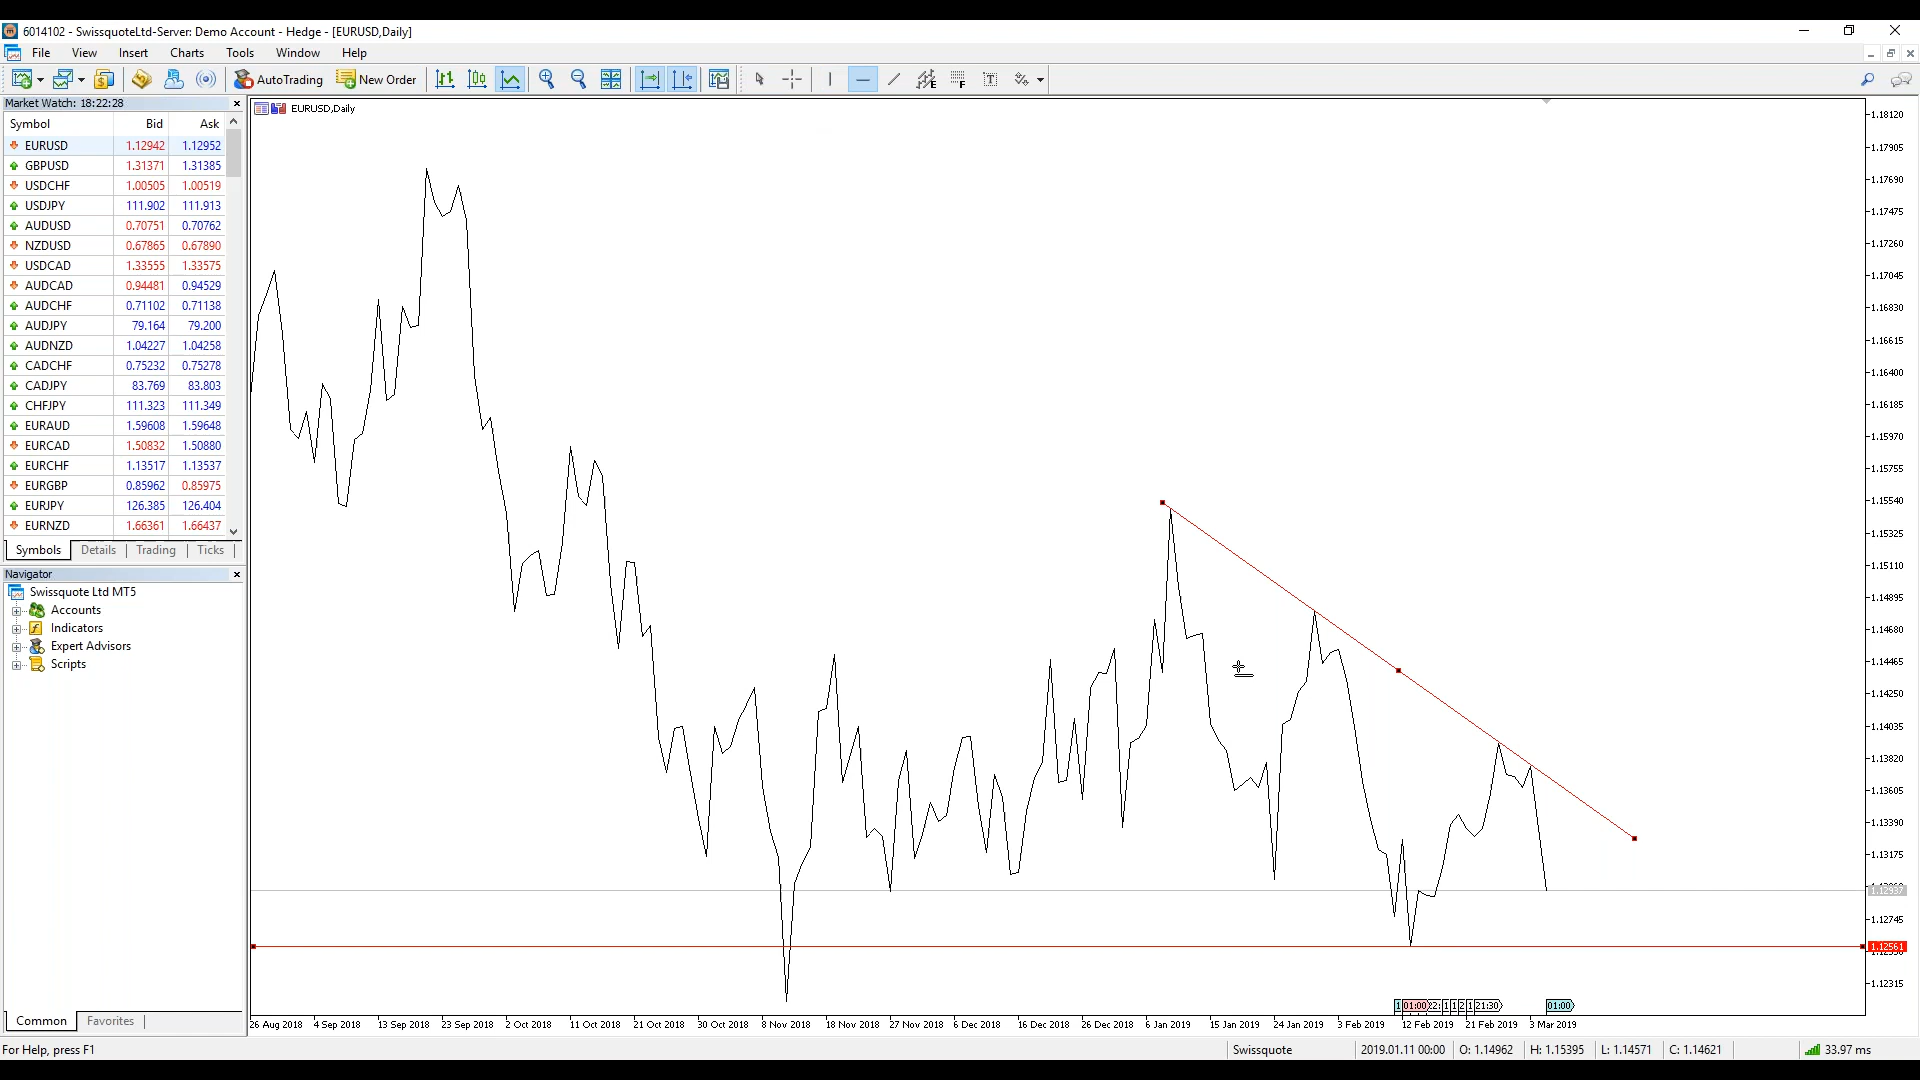 6014102 - SwissquoteLtd-Server: Demo Account - Hedge - [EURUSD,Daily]
File View Insert Charts Tools Window Help
AutoTrading New Order
Market Watch: 18:22:28
EURUSD,Daily
Symbol Bid Ask
EURUSD 1.12942 1.12952
GBPUSD 1.31371 1.31385
USDCHF 1.00505 1.00519
USDJPY 111.902 111.913
AUDUSD 0.70751 0.70762
NZDUSD 0.67865 0.67890
USDCAD 1.33555 1.33575
AUDCAD 0.94481 0.94529
AUDCHF 0.71102 0.71138
AUDJPY 79.164 79.200
AUDNZD 1.04227 1.04258
CADCHF 0.75232 0.75278
CADJPY 83.769 83.803
CHFJPY 111.323 111.349
EURAUD 1.59608 1.59648
EURCAD 1.50832 1.50880
EURCHF 1.13517 1.13537
EURGBP 0.85962 0.85975
EURJPY 126.385 126.404
EURNZD 1.66361 1.66437
Symbols Details Trading Ticks
Navigator
Swissquote Ltd MT5
Accounts
Indicators
Expert Advisors
Scripts
Common Favorites
1.18120
1.17905
1.17690
1.17475
1.17260
1.17045
1.16830
1.16615
1.16400
1.16185
1.15970
1.15755
1.15540
1.15325
1.15110
1.14895
1.14680
1.14465
1.14250
1.14035
1.13820
1.13605
1.13390
1.13175
1.12937
1.12745
1.12561
1.12315
1 01:00 22: 1 1 2 1 21:30 01:00
26 Aug 2018 4 Sep 2018 13 Sep 2018 23 Sep 2018 2 Oct 2018 11 Oct 2018 21 Oct 2018 30 Oct 2018 8 Nov 2018 18 Nov 2018 27 Nov 2018 6 Dec 2018 16 Dec 2018 26 Dec 2018 6 Jan 2019 15 Jan 2019 24 Jan 2019 3 Feb 2019 12 Feb 2019 21 Feb 2019 3 Mar 2019
For Help, press F1 Swissquote 2019.01.11 00:00 O: 1.14962 H: 1.15395 L: 1.14571 C: 1.14621 33.97 ms